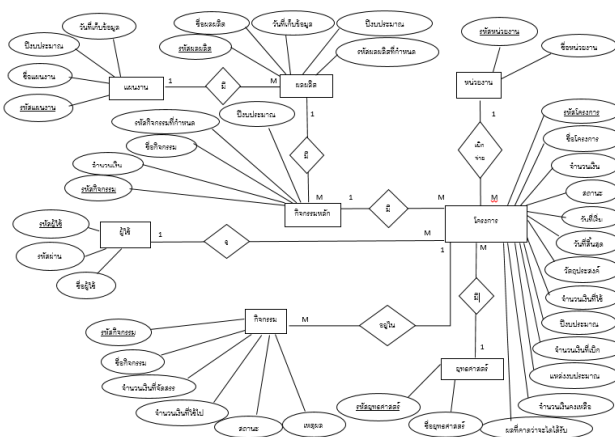 วันที่เก็บข้อมูล
ปีงบประมาณ
ชื่อแผนงาน
รหัสแผนงาน
แผนงาน
1
มี
M
ชื่อผลผลิต
วันที่เก็บข้อมูล
ปีงบประมาณ
รหัสผลผลิต
รหัสผลผลิตที่กำหนด
ผลผลิต
1
มี
M
รหัสหน่วยงาน
ชื่อหน่วยงาน
หน่วยงาน
1
เบิก
จ่าย
M
รหัสกิจกรรมที่กำหนด
ปีงบประมาณ
ชื่อกิจกรรม
จำนวนเงิน
รหัสกิจกรรม
กิจกรรมหลัก
1
มี
M
รหัสโครงการ
ชื่อโครงการ
จำนวนเงิน
สถานะ
วันที่เริ่ม
วันที่สิ้นสุด
วัตถุประสงค์
จำนวนเงินที่ใช้
ปีงบประมาณ
จำนวนเงินที่เบิก
แหล่งงบประมาณ
จำนวนเงินคงเหลือ
ผลที่คาดว่าจะได้รับ
โครงการ
รหัสผู้ใช้
รหัสผ่าน
ชื่อผู้ใช้
ผู้ใช้
1
M
1
M
มี
1
ยุทธศาสตร์
รหัสยุทธศาสตร์
ชื่อยุทธศาสตร์
กิจกรรม
M
อยู่ใน
รหัสกิจกรรม
ชื่อกิจกรรม
จำนวนเงินที่จัดสรร
จำนวนเงินที่ใช้ไป
สถานะ
เหตุผล